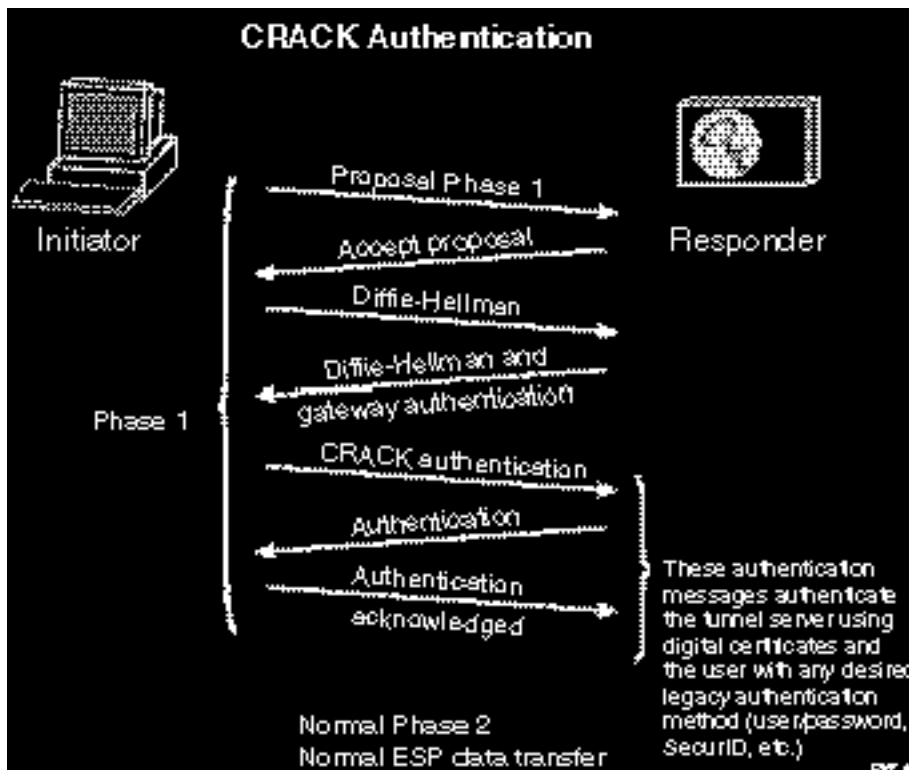 CRACK Authentication
Initiator
Responder
Proposal Phase 1
Accept proposal
Diffie-Hellman
Diffie-Hellman and
gateway authentication
Phase 1
CRACK authentication
Authentication
Authentication
acknowledged
These authentication
messages authenticate
the tunnel server using
digital certificates and
the user with any desired
legacy authentication
method (user/password,
SecurID, etc.)
Normal Phase 2
Normal ESP data transfer